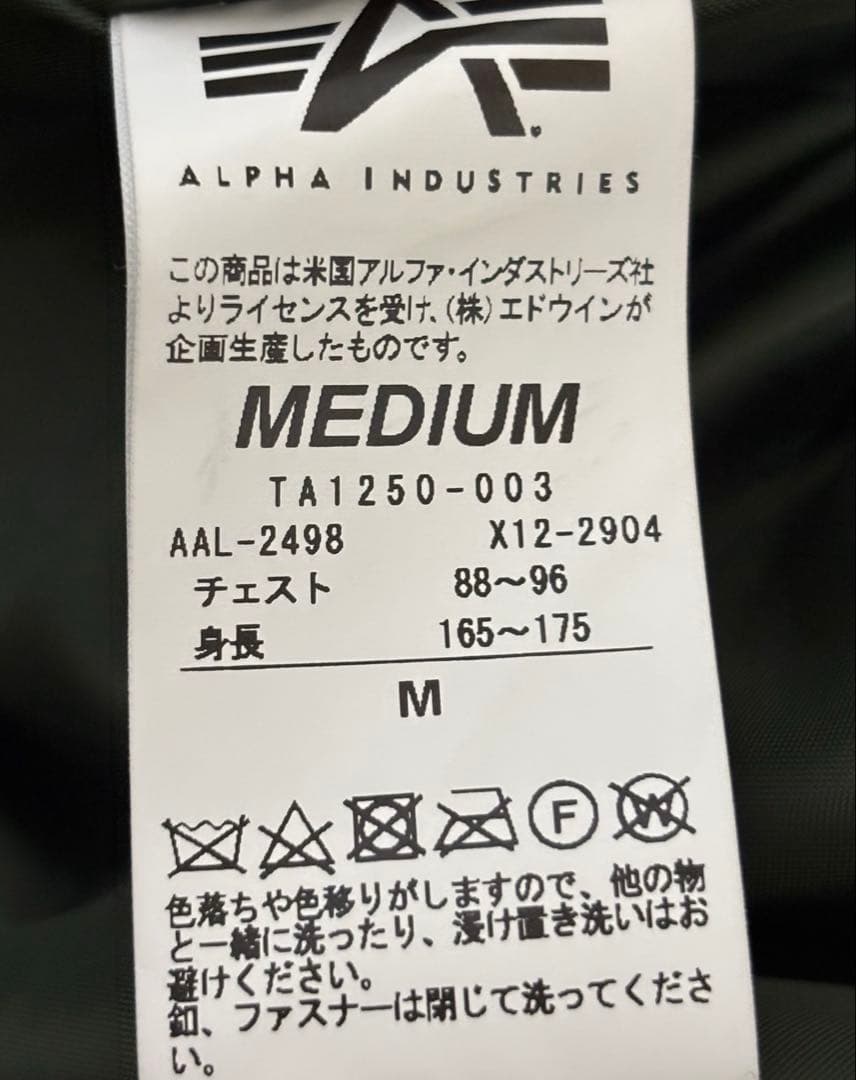 ALPHA INDUSTRIES
この商品は米国アルファ・インダストリーズ社
よりライセンスを受け、(株)エドウインが
企画生産したものです。
MEDIUM
TA1250-003
AAL-2498 X12-2904
チェスト 88～96
身長 165～175
M
F W
色落ちや色移りがしますので、他の物
と一緒に洗ったり、浸け置き洗いはお
避けください。
釦、ファスナーは閉じて洗ってくださ
い。